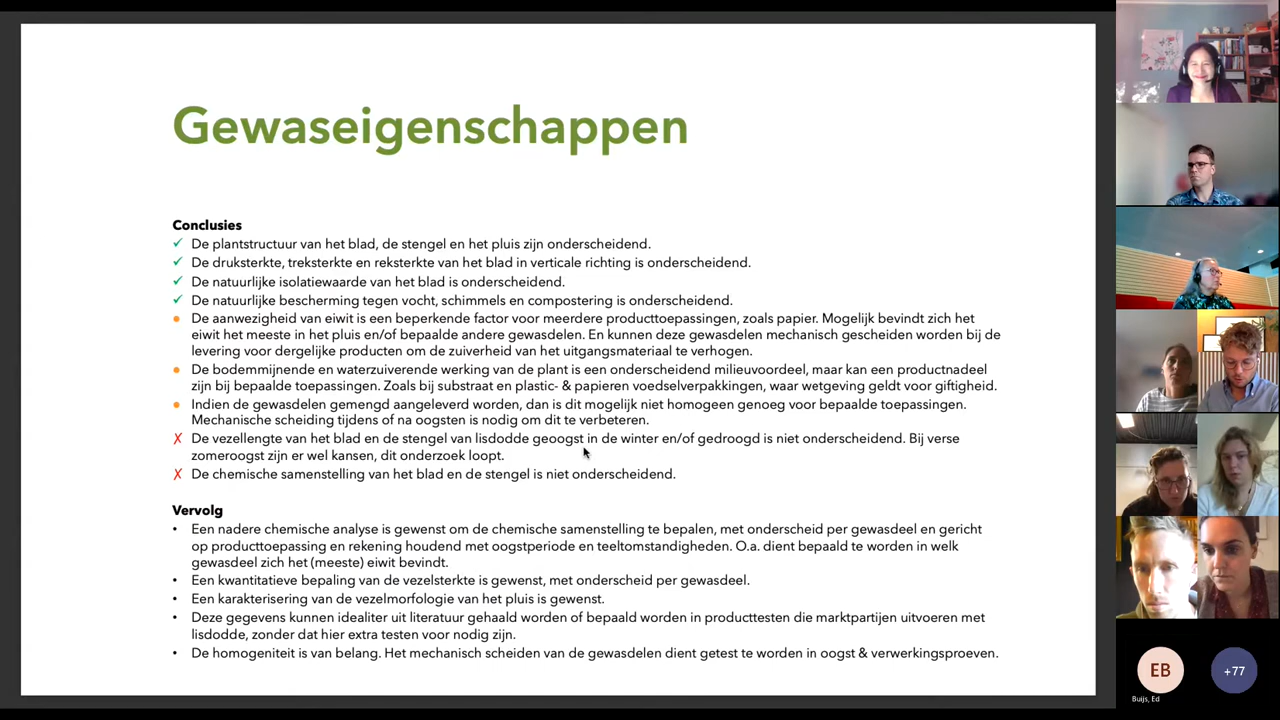 Gewaseigenschappen
Conclusies
✓ De plantstructuur van het blad, de stengel en het pluis zijn onderscheidend.
✓ De druksterkte, treksterkte en reksterkte van het blad in verticale richting is onderscheidend.
✓ De natuurlijke isolatiewaarde van het blad is onderscheidend.
✓ De natuurlijke bescherming tegen vocht, schimmels en compostering is onderscheidend.
• De aanwezigheid van eiwit is een beperkende factor voor meerdere producttoepassingen, zoals papier. Mogelijk bevindt zich het
eiwit het meeste in het pluis en/of bepaalde andere gewasdelen. En kunnen deze gewasdelen mechanisch gescheiden worden bij de
levering voor dergelijke producten om de zuiverheid van het uitgangsmateriaal te verhogen.
• De bodemmijnende en waterzuiverende werking van de plant is een onderscheidend milieuvoordeel, maar kan een productnadeel
zijn bij bepaalde toepassingen. Zoals bij substraat en plastic- & papieren voedselverpakkingen, waar wetgeving geldt voor giftigheid.
• Indien de gewasdelen gemengd aangeleverd worden, dan is dit mogelijk niet homogeen genoeg voor bepaalde toepassingen.
Mechanische scheiding tijdens of na oogsten is nodig om dit te verbeteren.
✗ De vezellengte van het blad en de stengel van lisdodde geoogst in de winter en/of gedroogd is niet onderscheidend. Bij verse
zomeroogst zijn er wel kansen, dit onderzoek loopt.
✗ De chemische samenstelling van het blad en de stengel is niet onderscheidend.
Vervolg
• Een nadere chemische analyse is gewenst om de chemische samenstelling te bepalen, met onderscheid per gewasdeel en gericht
op producttoepassing en rekening houdend met oogstperiode en teeltomstandigheden. O.a. dient bepaald te worden in welk
gewasdeel zich het (meeste) eiwit bevindt.
• Een kwantitatieve bepaling van de vezelsterkte is gewenst, met onderscheid per gewasdeel.
• Een karakterisering van de vezelmorfologie van het pluis is gewenst.
• Deze gegevens kunnen idealiter uit literatuur gehaald worden of bepaald worden in producttesten die marktpartijen uitvoeren met
lisdodde, zonder dat hier extra testen voor nodig zijn.
• De homogeniteit is van belang. Het mechanisch scheiden van de gewasdelen dient getest te worden in oogst & verwerkingsproeven.
EB
+77
Buijs, Ed